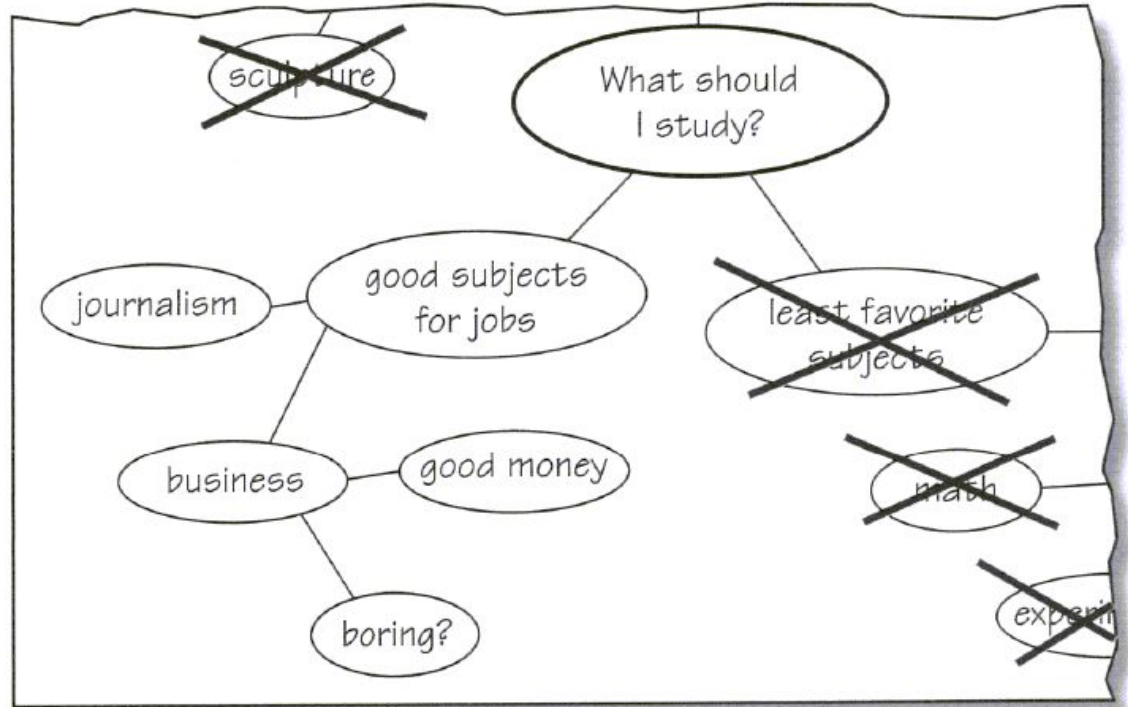 sculpture
What should
I study?
good subjects
for jobs
journalism
least favorite
subjects
business
good money
math
boring?